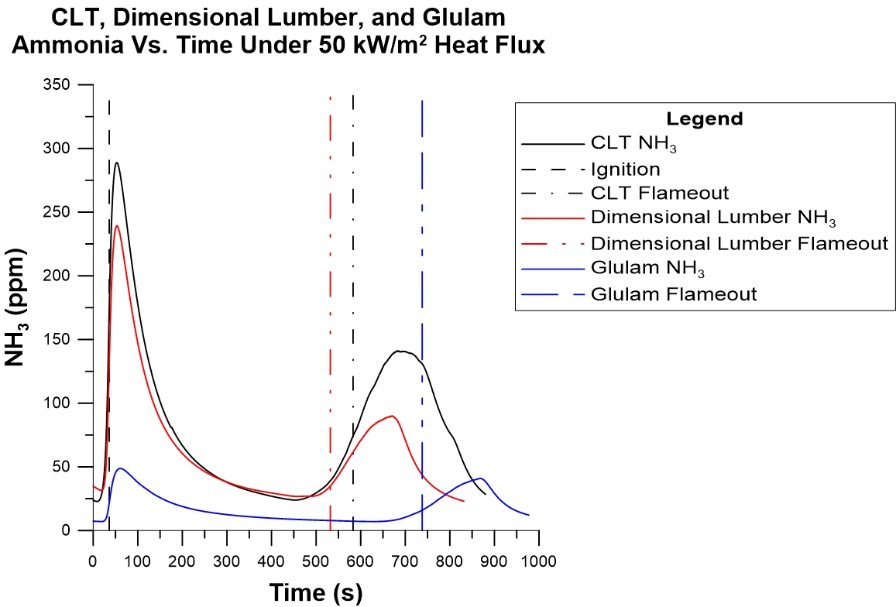 CLT, Dimensional Lumber, and Glulam
Ammonia Vs. Time Under 50 kW/m² Heat Flux
350
300
250
200
150
100
50
0
NH₃ (ppm)
0 100 200 300 400 500 600 700 800 900 1000
Time (s)
Legend
CLT NH₃
Ignition
CLT Flameout
Dimensional Lumber NH₃
Dimensional Lumber Flameout
Glulam NH₃
Glulam Flameout